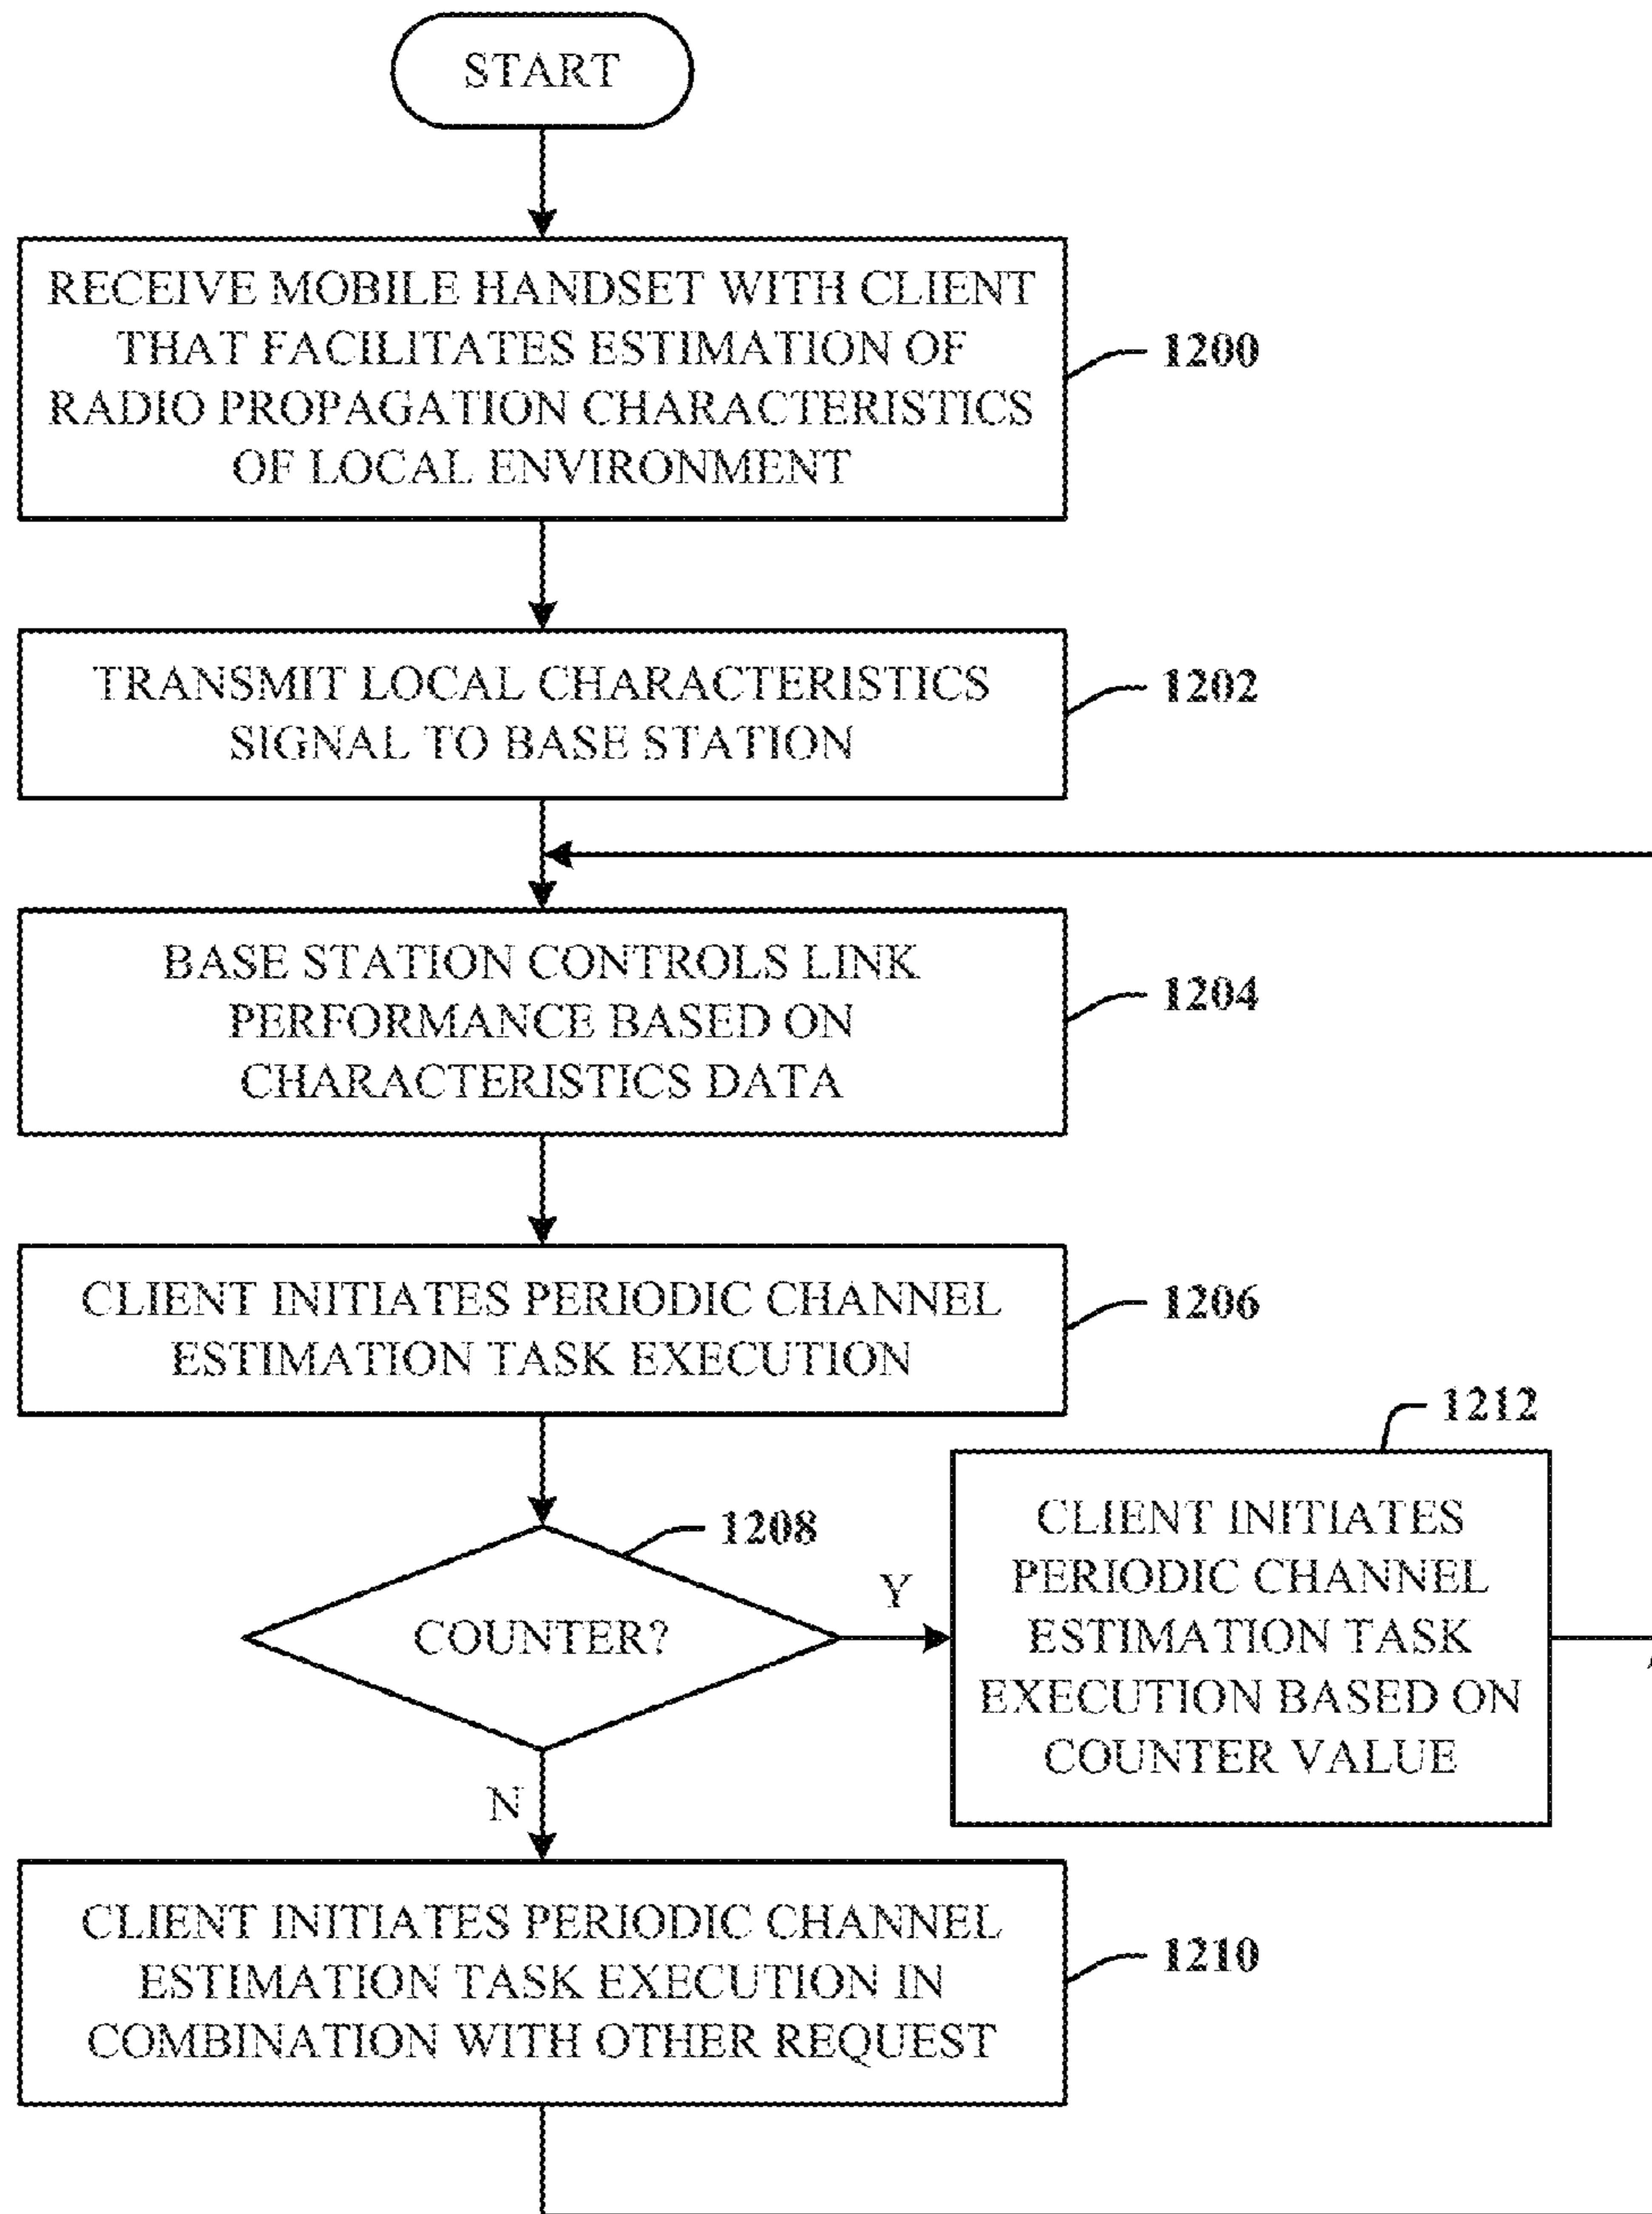 START
RECEIVE MOBILE HANDSET WITH CLIENT
THAT FACILITATES ESTIMATION OF
RADIO PROPAGATION CHARACTERISTICS
OF LOCAL ENVIRONMENT
1200
TRANSMIT LOCAL CHARACTERISTICS
SIGNAL TO BASE STATION
1202
BASE STATION CONTROLS LINK
PERFORMANCE BASED ON
CHARACTERISTICS DATA
1204
CLIENT INITIATES PERIODIC CHANNEL
ESTIMATION TASK EXECUTION
1206
1208
COUNTER?
Y
N
1212
CLIENT INITIATES
PERIODIC CHANNEL
ESTIMATION TASK
EXECUTION BASED ON
COUNTER VALUE
CLIENT INITIATES PERIODIC CHANNEL
ESTIMATION TASK EXECUTION IN
COMBINATION WITH OTHER REQUEST
1210